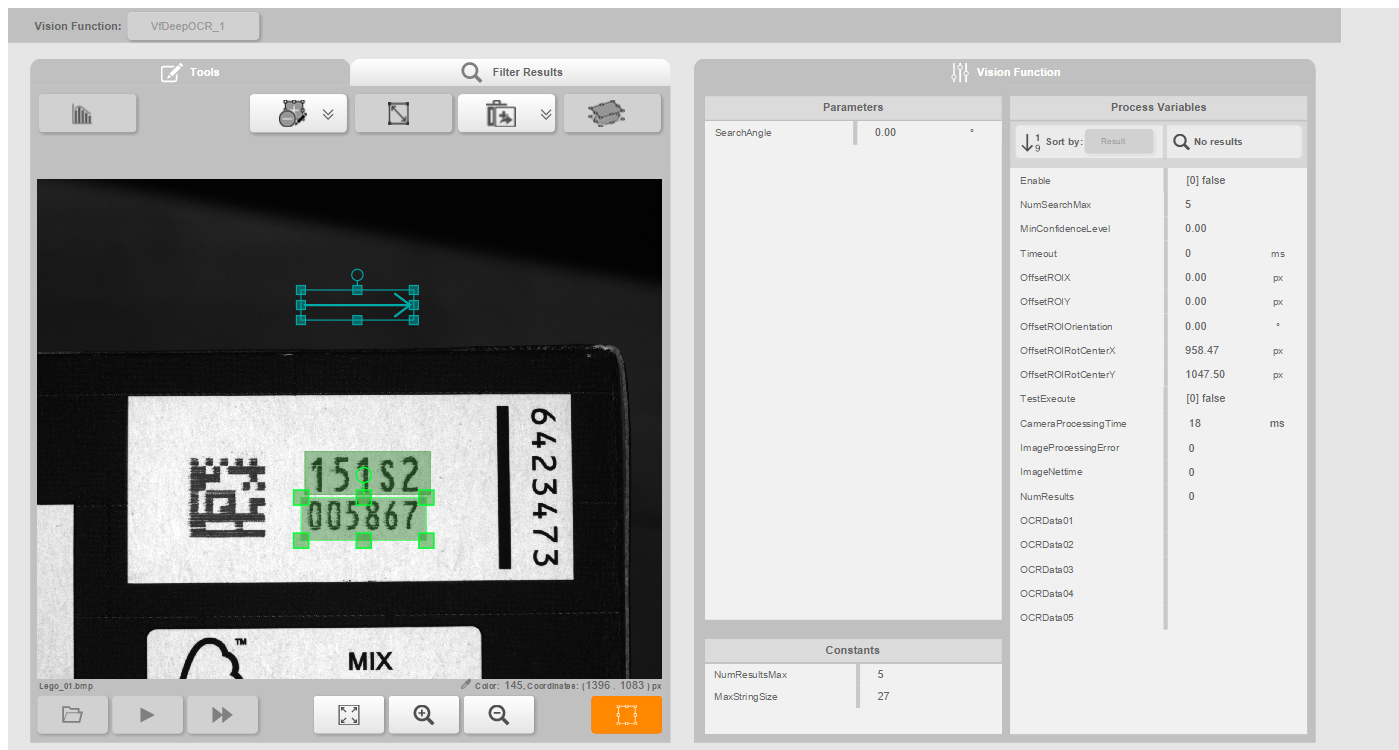 Vision Function: VfDeepOCR_1
Tools
Filter Results
Vision Function
Parameters
SearchAngle 0.00 °
Process Variables
1 9 Sort by: Result
No results
Enable [0] false
NumSearchMax 5
MinConfidenceLevel 0.00
Timeout 0 ms
OffsetROIX 0.00 px
OffsetROIY 0.00 px
OffsetROIOrientation 0.00 °
OffsetROIRotCenterX 958.47 px
OffsetROIRotCenterY 1047.50 px
TestExecute [0] false
CameraProcessingTime 18 ms
ImageProcessingError 0
ImageNettime 0
NumResults 0
OCRData01
OCRData02
OCRData03
OCRData04
OCRData05
Constants
NumResultsMax 5
MaxStringSize 27
151S2
005867
6423473
TM
MIX
Lego_01.bmp
Color: 145, Coordinates: (1396 , 1083 ) px